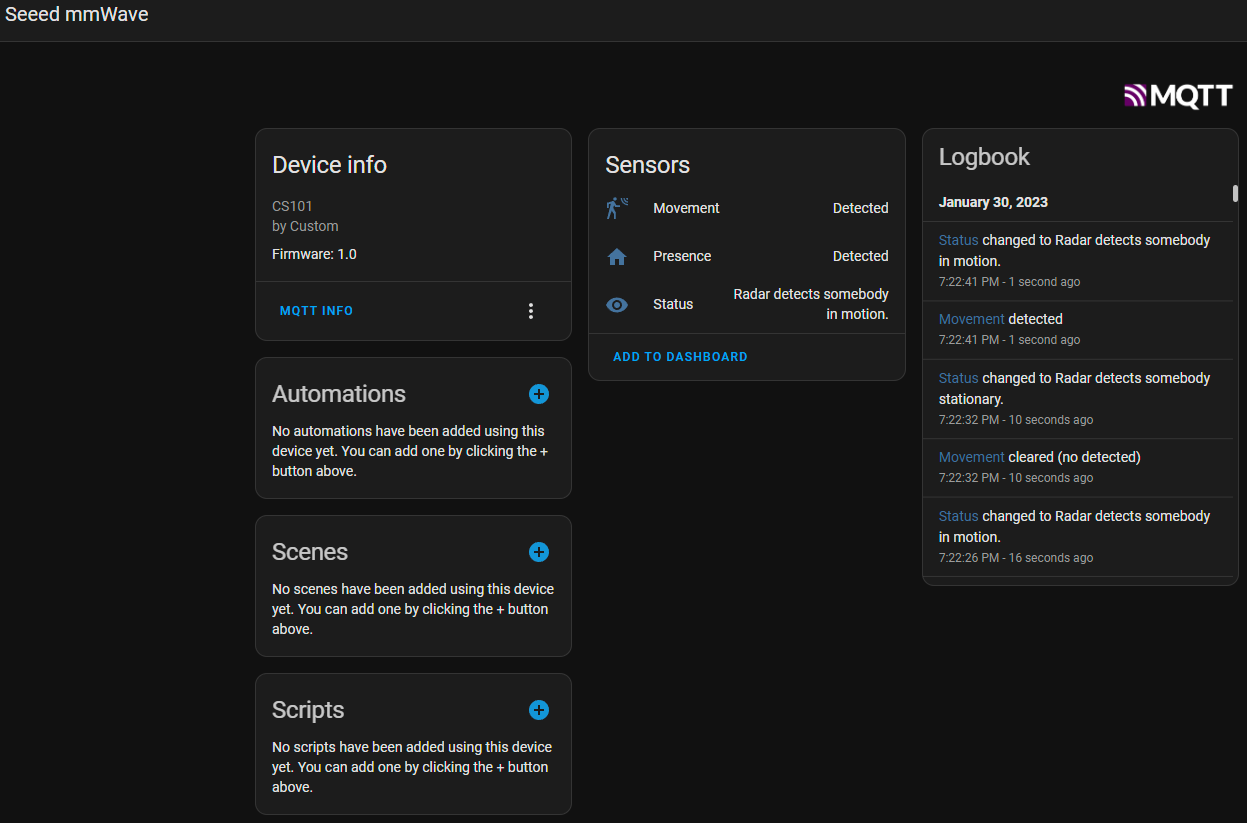 Seeed mmWave
MQTT
Device info
CS101
by Custom
Firmware: 1.0
MQTT INFO
Automations
No automations have been added using this
device yet. You can add one by clicking the +
button above.
Scenes
No scenes have been added using this device
yet. You can add one by clicking the + button
above.
Scripts
No scripts have been added using this device
yet. You can add one by clicking the + button
above.
Sensors
Movement Detected
Presence Detected
Status Radar detects somebody
in motion.
ADD TO DASHBOARD
Logbook
January 30, 2023
Status changed to Radar detects somebody
in motion.
7:22:41 PM - 1 second ago
Movement detected
7:22:41 PM - 1 second ago
Status changed to Radar detects somebody
stationary.
7:22:32 PM - 10 seconds ago
Movement cleared (no detected)
7:22:32 PM - 10 seconds ago
Status changed to Radar detects somebody
in motion.
7:22:26 PM - 16 seconds ago